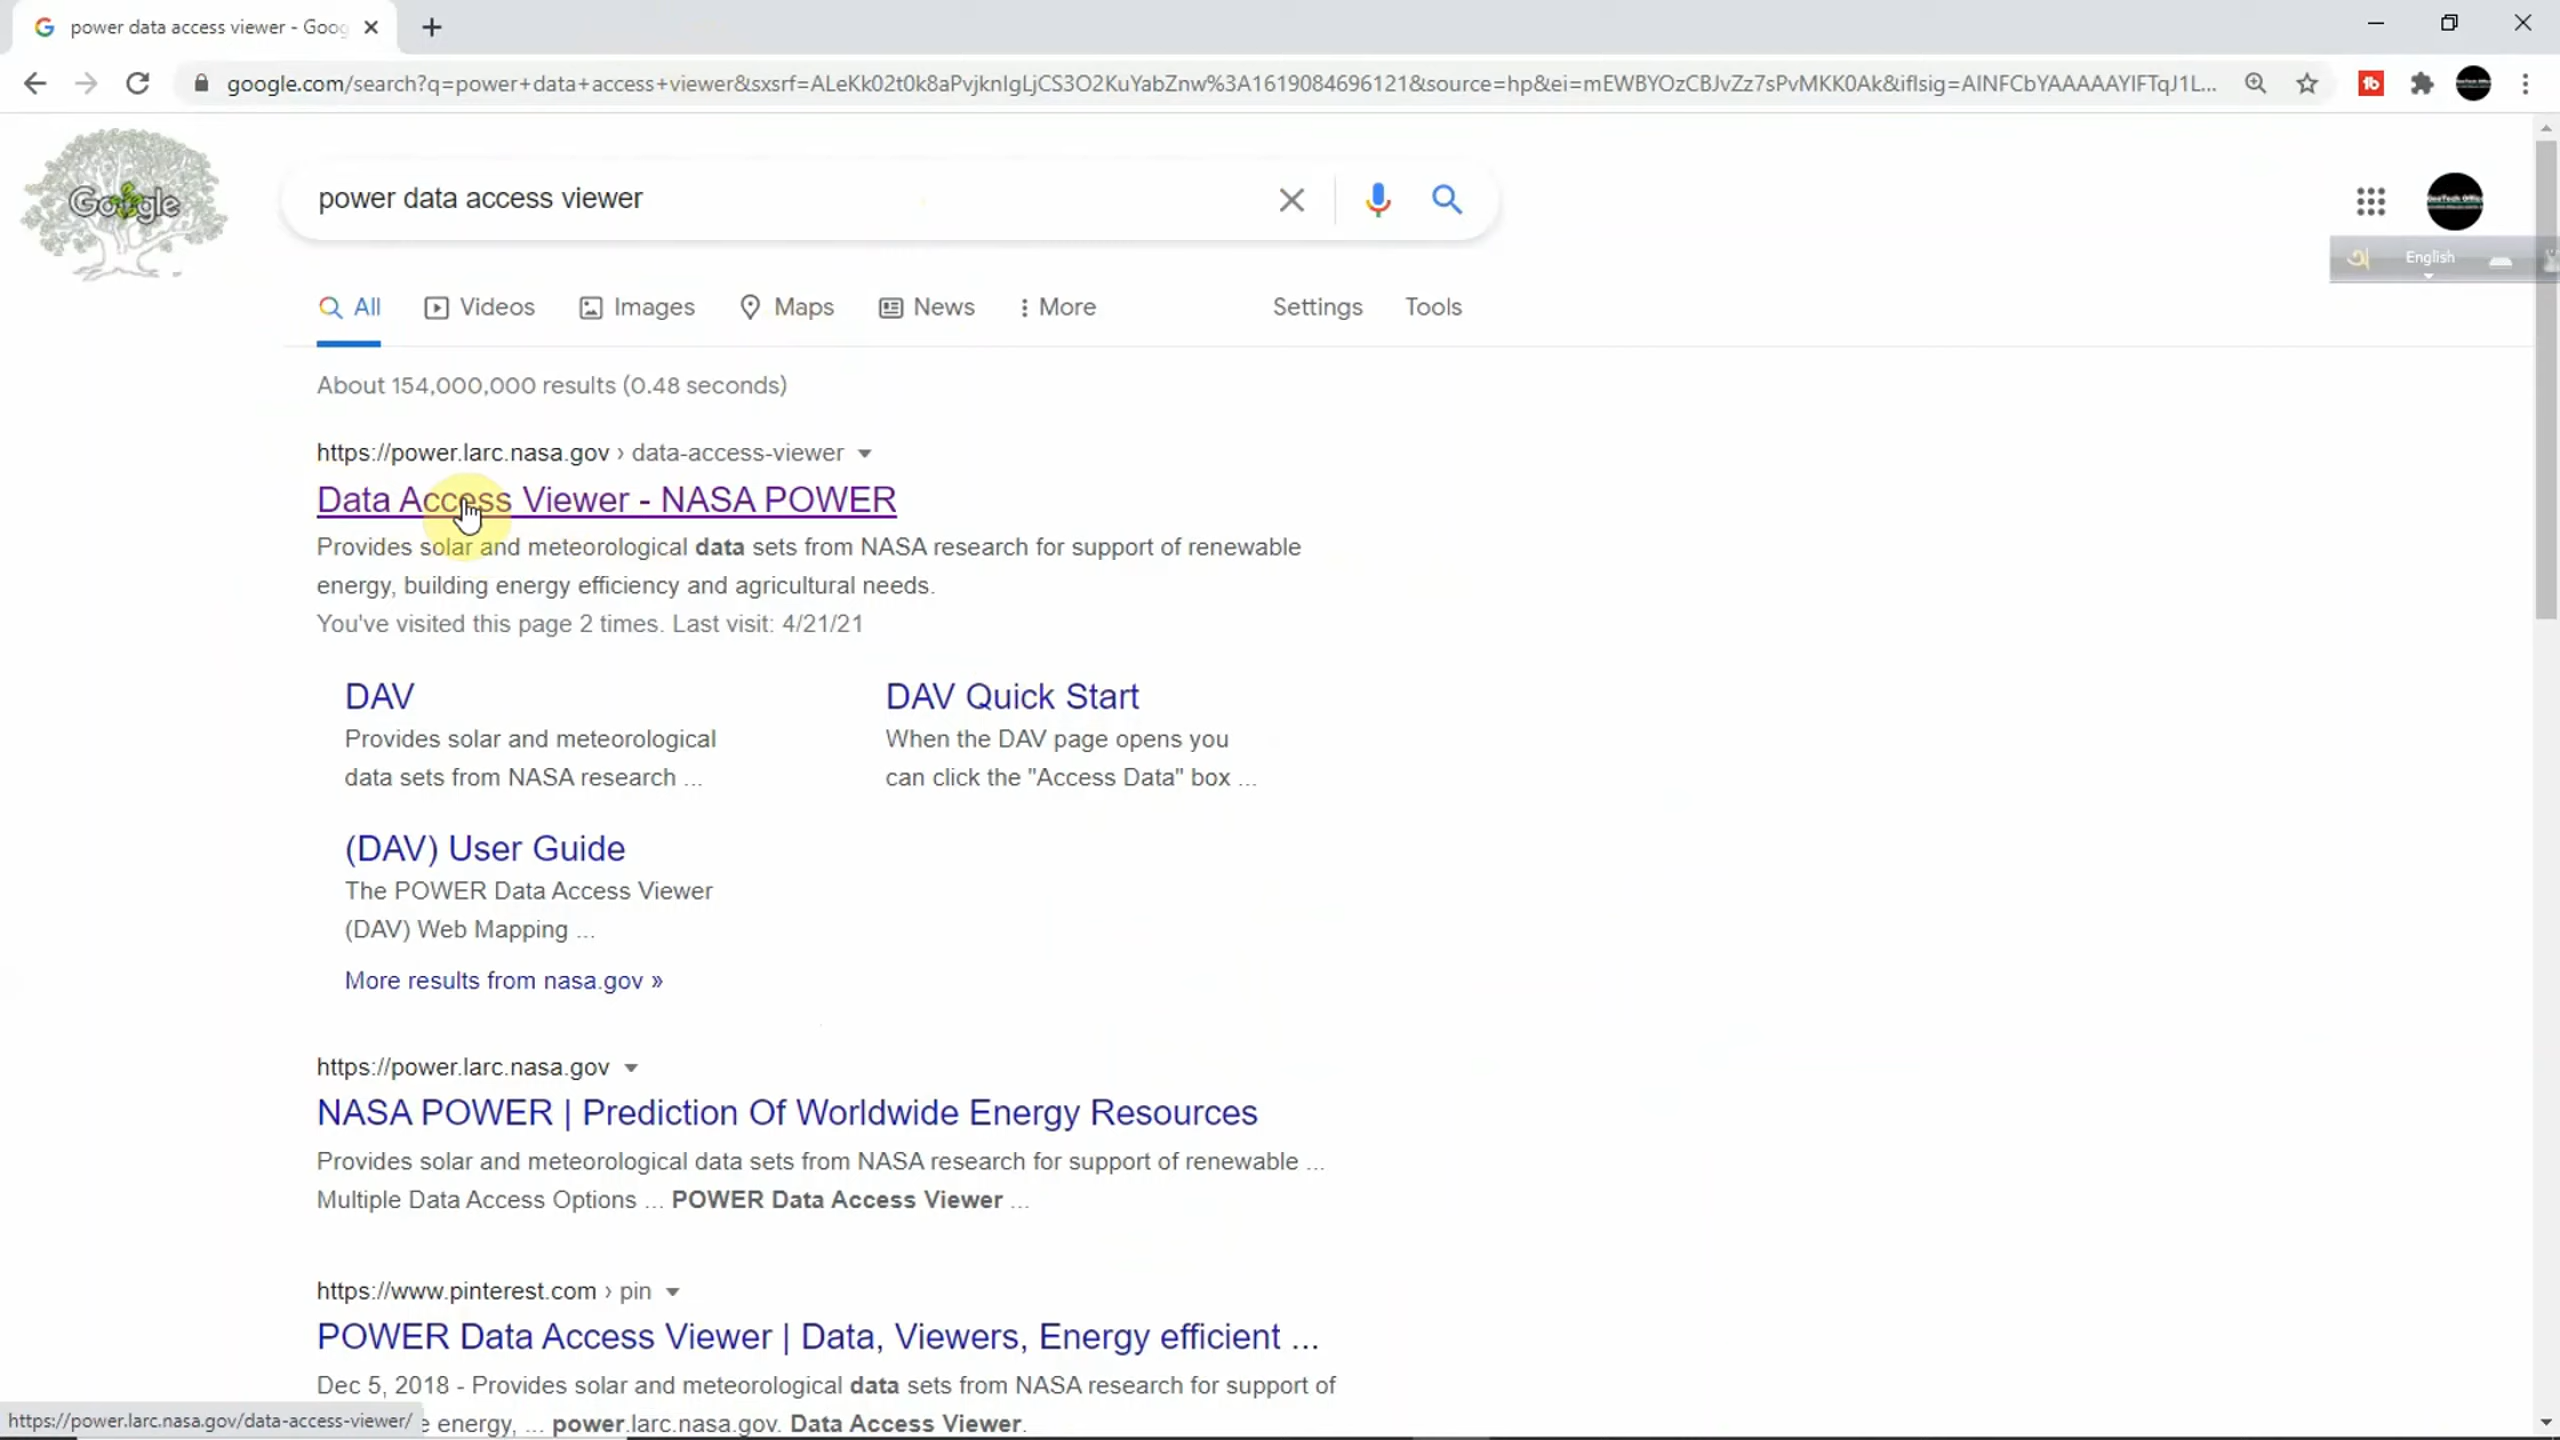 power data access viewer - Goog
google.com/search?q=power+data+access+viewer&sxsrf=ALeKk02t0k8aPvjknIgLjCS3O2KuYabZnw%3A1619084696121&source=hp&ei=mEWBYOzCBJvZz7sPvMKK0Ak&iflsig=AINFCbYAAAAAYIFTqJ1L...
Google
power data access viewer
অ English
All Videos Images Maps News More Settings Tools
About 154,000,000 results (0.48 seconds)
https://power.larc.nasa.gov › data-access-viewer
Data Access Viewer - NASA POWER
Provides solar and meteorological data sets from NASA research for support of renewable
energy, building energy efficiency and agricultural needs.
You've visited this page 2 times. Last visit: 4/21/21
DAV
Provides solar and meteorological
data sets from NASA research ...
DAV Quick Start
When the DAV page opens you
can click the "Access Data" box ...
(DAV) User Guide
The POWER Data Access Viewer
(DAV) Web Mapping ...
More results from nasa.gov »
https://power.larc.nasa.gov
NASA POWER | Prediction Of Worldwide Energy Resources
Provides solar and meteorological data sets from NASA research for support of renewable ...
Multiple Data Access Options ... POWER Data Access Viewer ...
https://www.pinterest.com › pin
POWER Data Access Viewer | Data, Viewers, Energy efficient ...
Dec 5, 2018 - Provides solar and meteorological data sets from NASA research for support of
e energy, ... power.larc.nasa.gov. Data Access Viewer.
https://power.larc.nasa.gov/data-access-viewer/